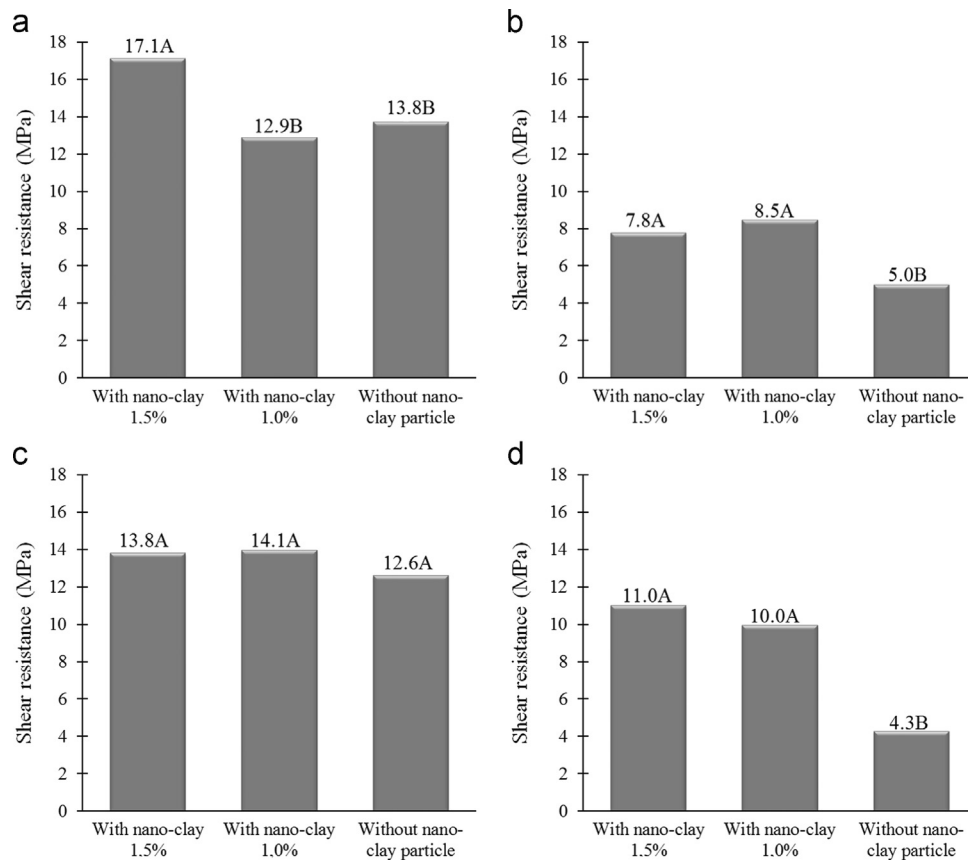 a
Shear resistance (MPa)
18
16
14
12
10
8
6
4
2
0
17.1A
12.9B
13.8B
With nano-clay
1.5%
With nano-clay
1.0%
Without nano-
clay particle
b
Shear resistance (MPa)
18
16
14
12
10
8
6
4
2
0
7.8A
8.5A
5.0B
With nano-clay
1.5%
With nano-clay
1.0%
Without nano-
clay particle
c
Shear resistance (MPa)
18
16
14
12
10
8
6
4
2
0
13.8A
14.1A
12.6A
With nano-clay
1.5%
With nano-clay
1.0%
Without nano-
clay particle
d
Shear resistance (MPa)
18
16
14
12
10
8
6
4
2
0
11.0A
10.0A
4.3B
With nano-clay
1.5%
With nano-clay
1.0%
Without nano-
clay particle